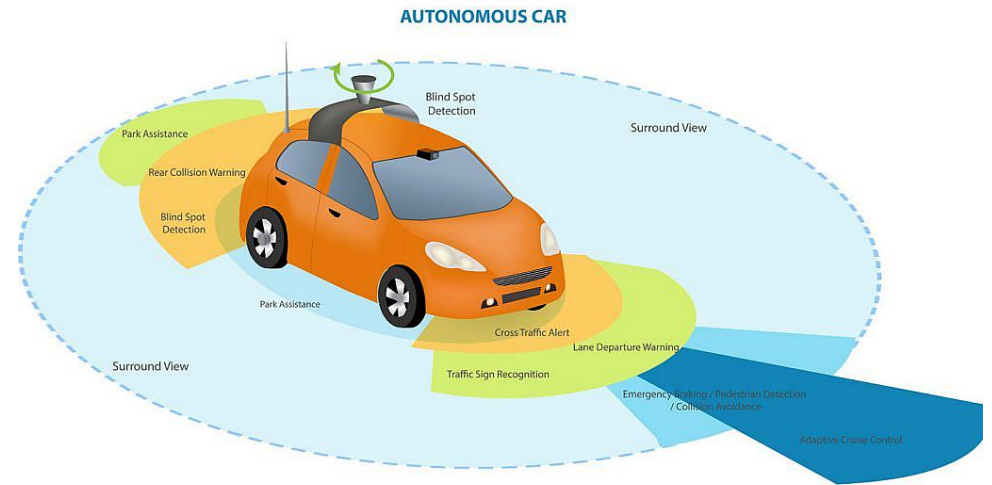 AUTONOMOUS CAR
Blind Spot
Detection
Surround View
Park Assistance
Rear Collision Warning
Blind Spot
Detection
Park Assistance
Cross Traffic Alert
Lane Departure Warning
Surround View
Traffic Sign Recognition
Emergency Braking / Pedestrian Detection
/ Collision Avoidance
Adaptive Cruise Control